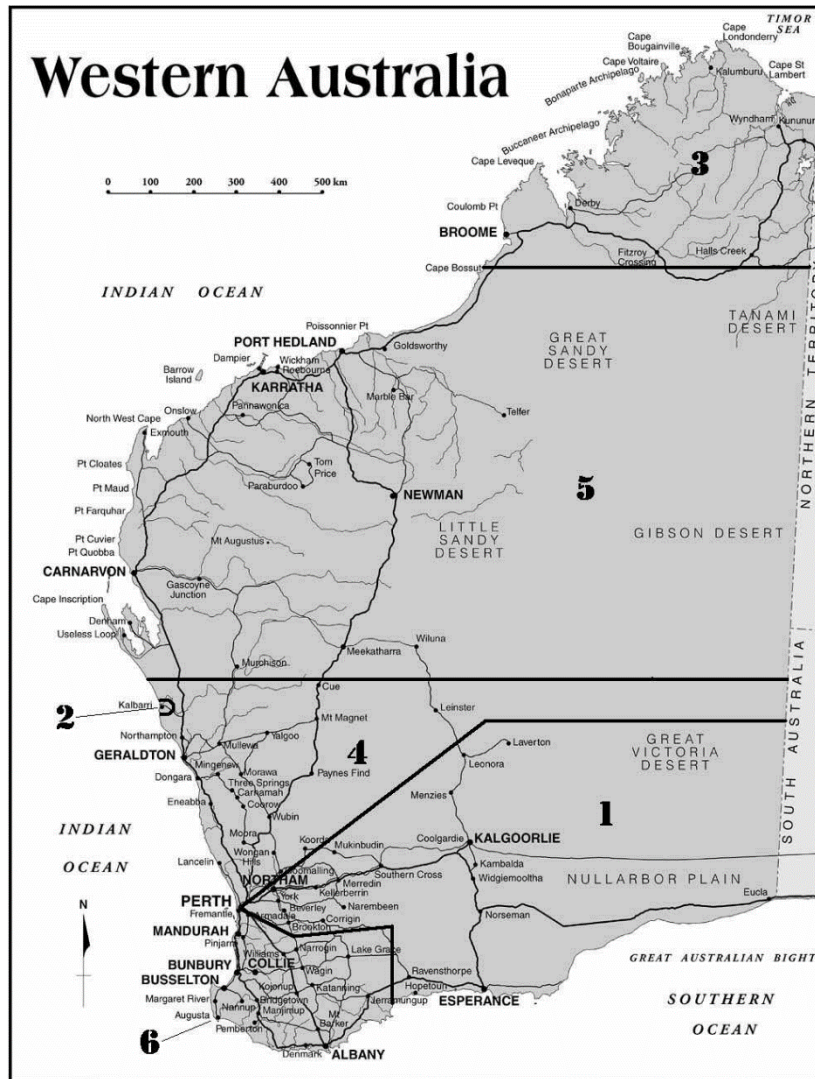 TIMOR
SEA
Cape
Londonderry
Cape
Bougainville
Cape Voltaire
Kalumburu
Cape St
Lambert
Western Australia
Bonaparte Archipelago
Wyndham
Kununur
Buccaneer Archipelago
3
0 100 200 300 400 500 km
Cape Leveque
Coulomb Pt
Derby
BROOME
Fitzroy
Crossing
Halls Creek
Cape Bossut
INDIAN OCEAN
TANAMI
DESERT
NORTHERN TERRITORY
Poissonnier Pt
PORT HEDLAND
Goldsworthy
GREAT
SANDY
DESERT
Dampier
Wickham
Roebourne
Barrow
Island
KARRATHA
Marble Bar
Pannawonica
Onslow
North West Cape
Exmouth
Telfer
Pt Cloates
Tom
Price
Paraburdoo
Pt Maud
NEWMAN
5
Pt Farquhar
LITTLE
SANDY
DESERT
GIBSON DESERT
Mt Augustus
Pt Cuvier
Pt Quobba
CARNARVON
Gascoyne
Junction
Cape Inscription
Denham
Useless Loop
Wiluna
Meekatharra
Murchison
SOUTH AUSTRALIA
Cue
Kalbarri
2
Leinster
Mt Magnet
Northampton
Yalgoo
Mullewa
4
GREAT
VICTORIA
DESERT
Laverton
GERALDTON
Leonora
Mingenew
Morawa
Paynes Find
Dongara
Three Springs
Carnamah
Coorow
Menzies
Eneabba
Wubin
1
INDIAN
OCEAN
Moora
Koorda
Mukinbudin
Coolgardie
KALGOORLIE
Wongan
Hills
Lancelin
Goomalling
Southern Cross
Kambalda
Widgiemooltha
NORTHAM
Merredin
Kellerberrin
NULLARBOR PLAIN
PERTH
York
Eucla
N
Fremantle
Beverley
Narembeen
Norseman
Armadale
Corrigin
Brookton
MANDURAH
Pinjarra
Narrogin
Lake Grace
Williams
GREAT AUSTRALIAN BIGHT
BUNBURY
COLLIE
Wagin
Ravensthorpe
BUSSELTON
Kojonup
Katanning
Hopetoun
ESPERANCE
Jerramungup
SOUTHERN
OCEAN
Margaret River
Nannup
Bridgetown
Manjimup
Augusta
Mt
Barker
Pemberton
6
Denmark
ALBANY